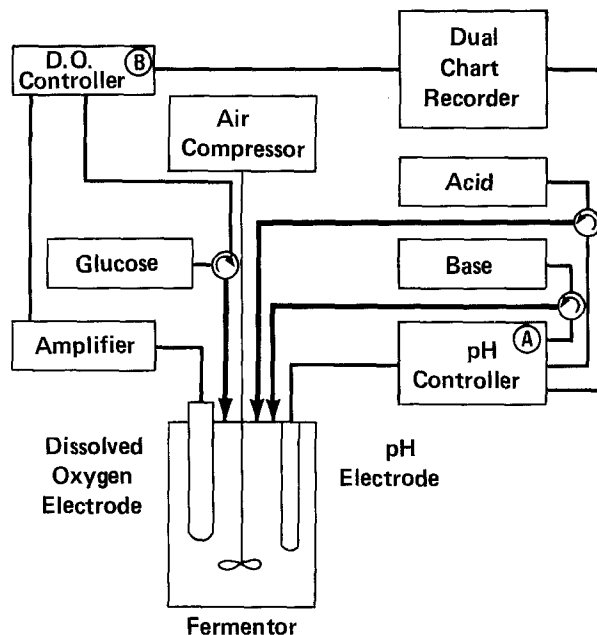 D.O.
Controller
B
Dual
Chart
Recorder
Air
Compressor
Acid
Glucose
Base
Amplifier
A
pH
Controller
Dissolved
Oxygen
Electrode
pH
Electrode
Fermentor